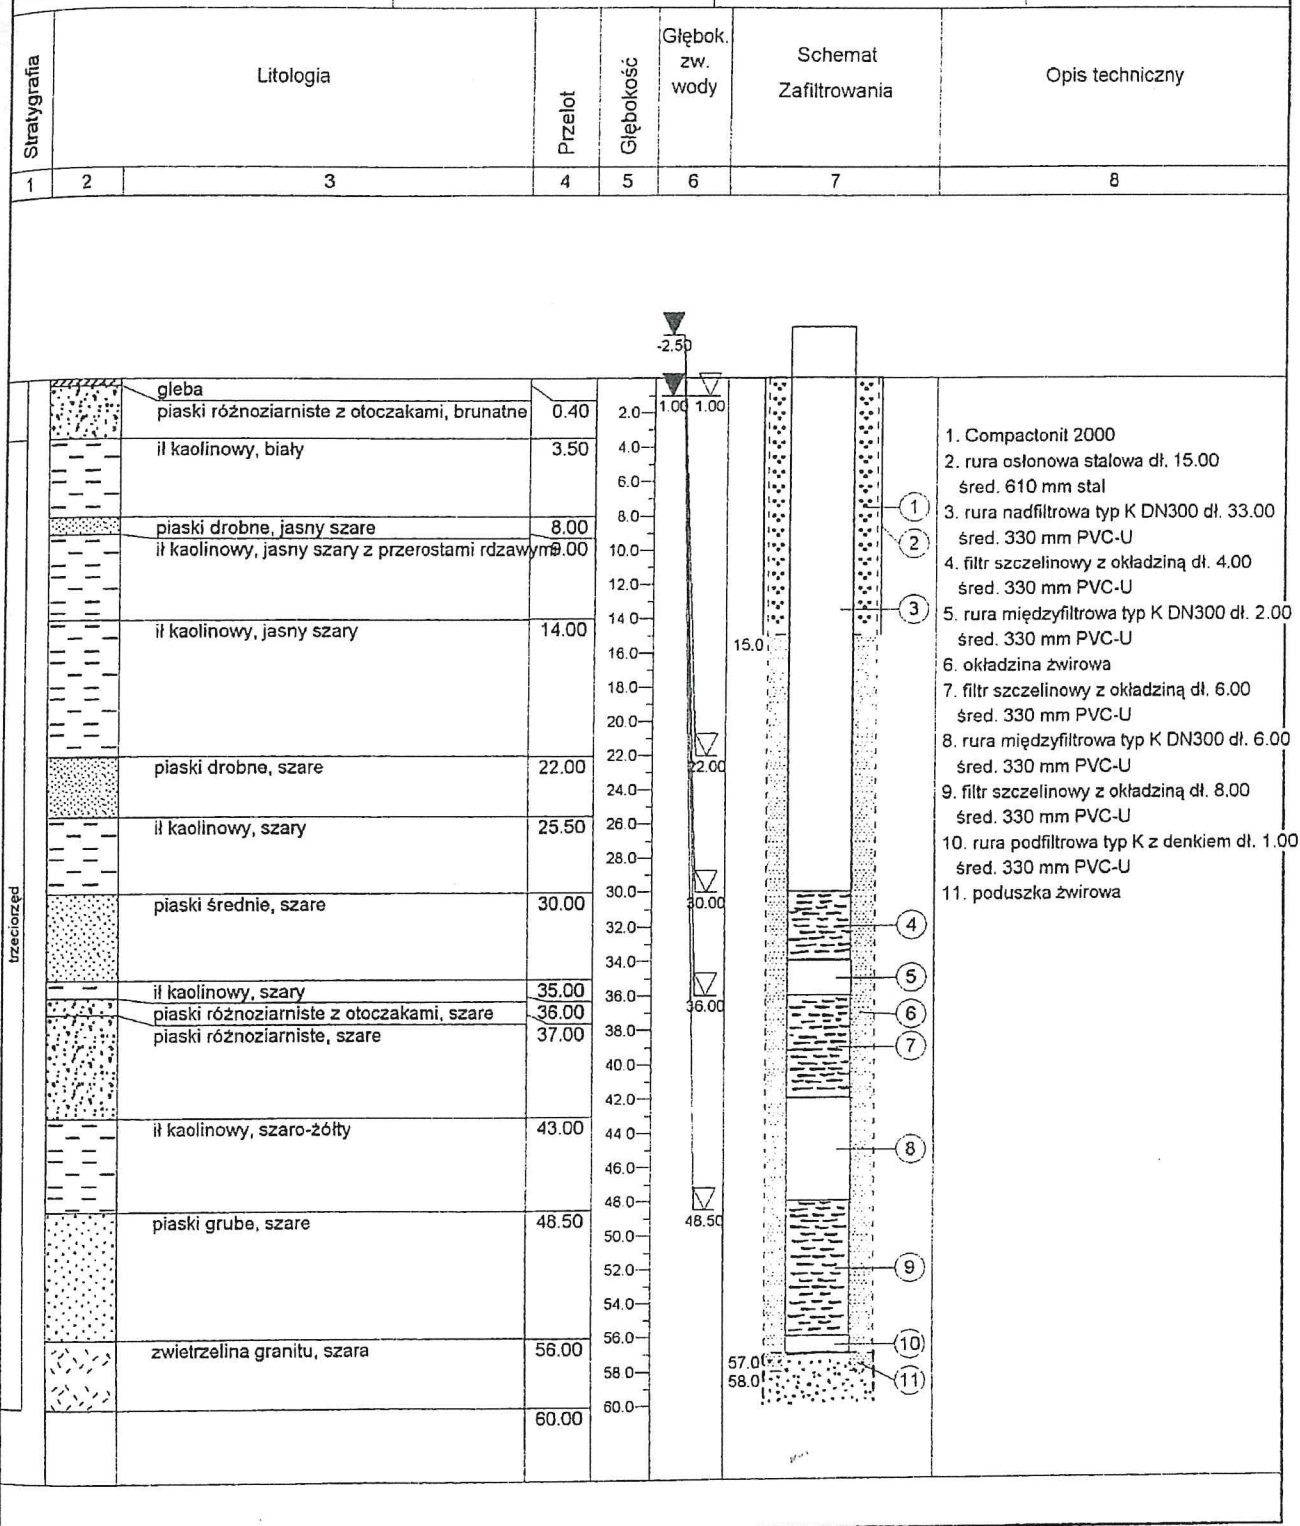 Stratygrafia
Litologia
Przelot
Głębokość
Głębok.
zw.
wody
Schemat
Zafiltrowania
Opis techniczny
1 2 3 4 5 6 7 8
-2.50
1.00 1.00
gleba
piaski różnoziarniste z otoczakami, brunatne 0.40
ił kaolinowy, biały 3.50
piaski drobne, jasny szare 8.00
ił kaolinowy, jasny szary z przerostami rdzawymi 9.00
ił kaolinowy, jasny szary 14.00
piaski drobne, szare 22.00
ił kaolinowy, szary 25.50
piaski średnie, szare 30.00
ił kaolinowy, szary 35.00
piaski różnoziarniste z otoczakami, szare 36.00
piaski różnoziarniste, szare 37.00
ił kaolinowy, szaro-żółty 43.00
piaski grube, szare 48.50
zwietrzelina granitu, szara 56.00
60.00
trzeciorzęd
2.0
4.0
6.0
8.0
10.0
12.0
14.0
16.0
18.0
20.0
22.0
24.0
26.0
28.0
30.0
32.0
34.0
36.0
38.0
40.0
42.0
44.0
46.0
48.0
50.0
52.0
54.0
56.0
58.0
60.0
22.00
30.00
36.00
48.50
15.0
57.0
58.0
1
2
3
4
5
6
7
8
9
10
11
1. Compactonit 2000
2. rura osłonowa stalowa dł. 15.00
śred. 610 mm stal
3. rura nadfiltrowa typ K DN300 dł. 33.00
śred. 330 mm PVC-U
4. filtr szczelinowy z okładziną dł. 4.00
śred. 330 mm PVC-U
5. rura międzyfiltrowa typ K DN300 dł. 2.00
śred. 330 mm PVC-U
6. okładzina żwirowa
7. filtr szczelinowy z okładziną dł. 6.00
śred. 330 mm PVC-U
8. rura międzyfiltrowa typ K DN300 dł. 6.00
śred. 330 mm PVC-U
9. filtr szczelinowy z okładziną dł. 8.00
śred. 330 mm PVC-U
10. rura podfiltrowa typ K z denkiem dł. 1.00
śred. 330 mm PVC-U
11. poduszka żwirowa